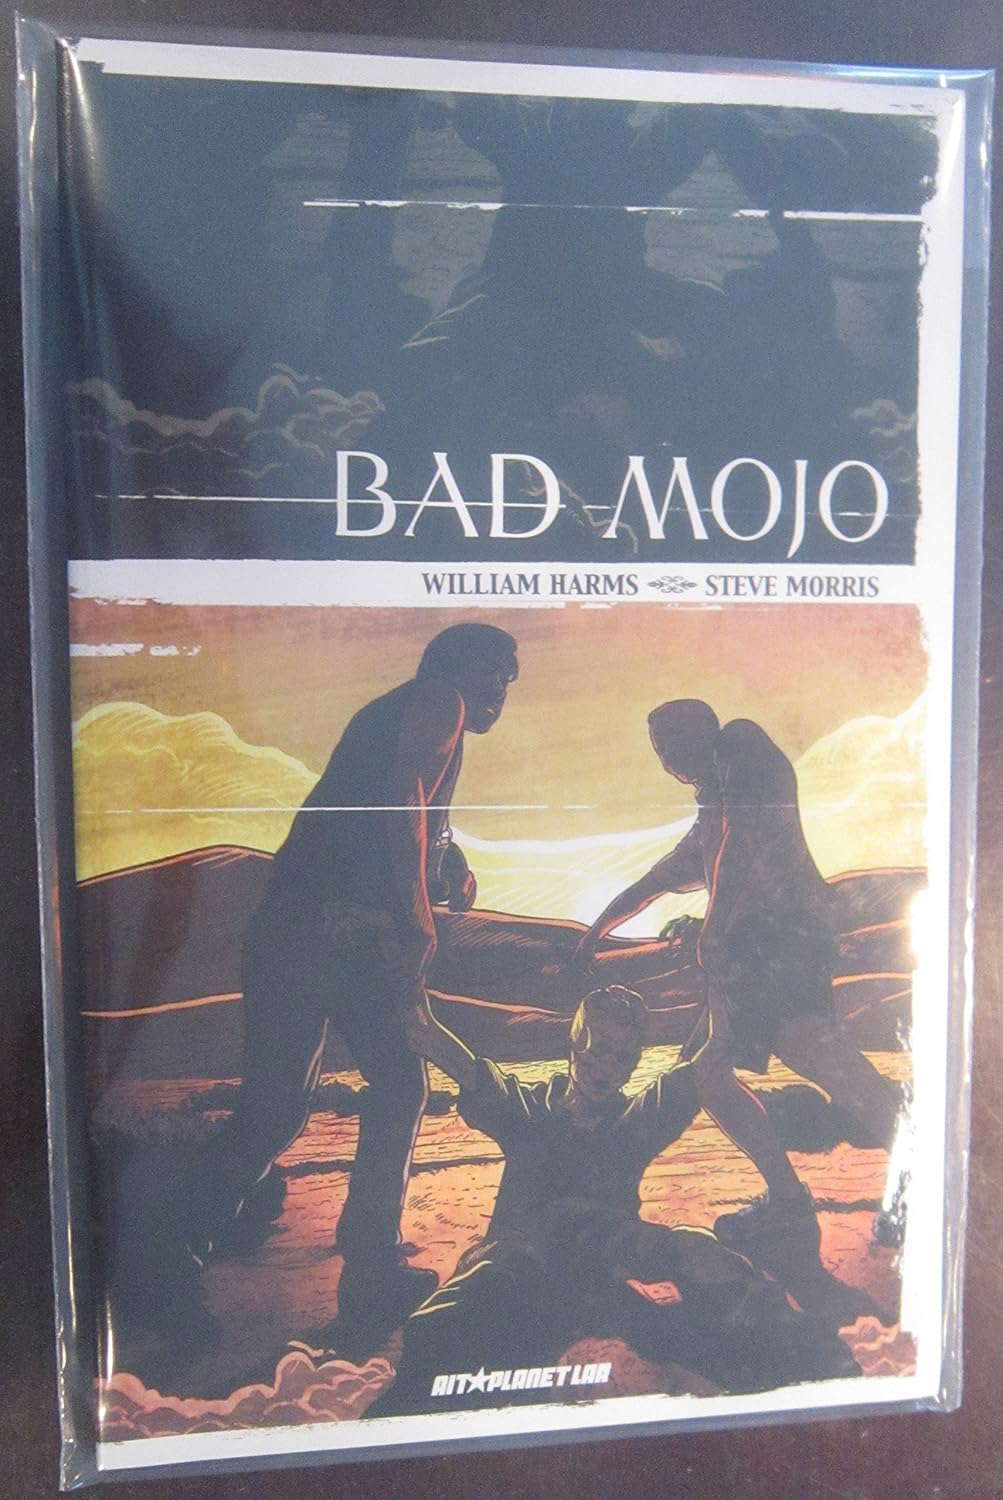 BAD MOJO
WILLIAM HARMS STEVE MORRIS
AIT★PLANET LAR